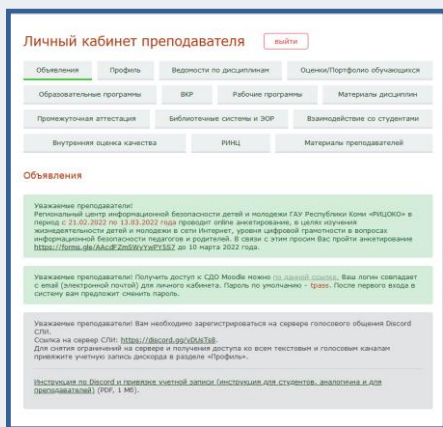 Личный кабинет преподавателя
выйти
Объявления
Профиль
Ведомости по дисциплинам
Оценки/Портфолио обучающихся
Образовательные программы
ВКР
Рабочие программы
Материалы дисциплин
Промежуточная аттестация
Библиотечные системы и ЭОР
Взаимодействие со студентами
Внутренняя оценка качества
РИНЦ
Материалы преподавателей
Объявления
Уважаемые преподаватели!
Региональный центр информационной безопасности детей и молодежи ГАУ Республики Коми «РИЦОКО» в
период с 21.02.2022 по 13.03.2022 года проводит online анкетирование, в целях изучения
жизнедеятельности детей и молодежи в сети Интернет, уровня цифровой грамотности в вопросах
информационной безопасности педагогов и родителей. В связи с этим просим Вас пройти анкетирование
до 10 марта 2022 года.
Уважаемые преподаватели! Получить доступ к СДО Moodle можно по данной ссылке. Ваш логин совпадает
с email (электронной почтой) для личного кабинета. Пароль по умолчанию - tpass. После первого входа в
систему вам предложит сменить пароль.
Уважаемые преподаватели! Вам необходимо зарегистрироваться на сервере голосового общения Discord
СЛИ.
Ссылка на сервер СЛИ:
Для снятия ограничений на сервере и получения доступа ко всем текстовым и голосовым каналам
привяжите учетную запись дискорда в разделе «Профиль».
Инструкция по Discord и привязке учетной записи (инструкция для студентов, аналогична и для
преподавателей) (PDF, 1 Мб).